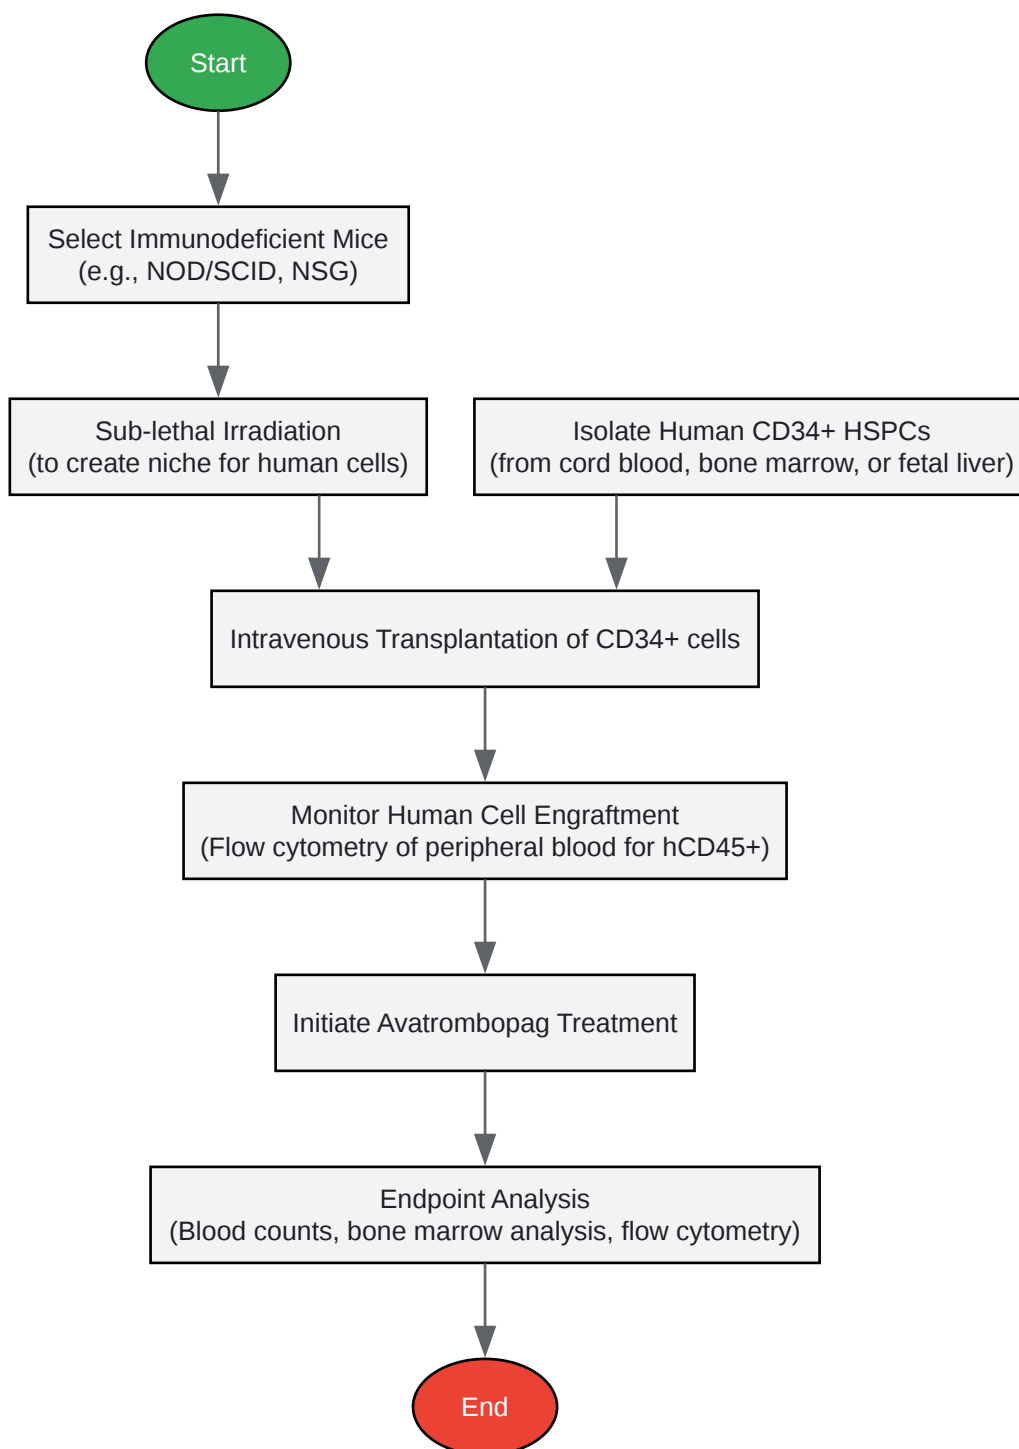 Start
Select Immunodeficient Mice
(e.g., NOD/SCID, NSG)
Sub-lethal Irradiation
(to create niche for human cells)
Isolate Human CD34+ HSPCs
(from cord blood, bone marrow, or fetal liver)
Intravenous Transplantation of CD34+ cells
Monitor Human Cell Engraftment
(Flow cytometry of peripheral blood for hCD45+)
Initiate Avatrombopag Treatment
Endpoint Analysis
(Blood counts, bone marrow analysis, flow cytometry)
End